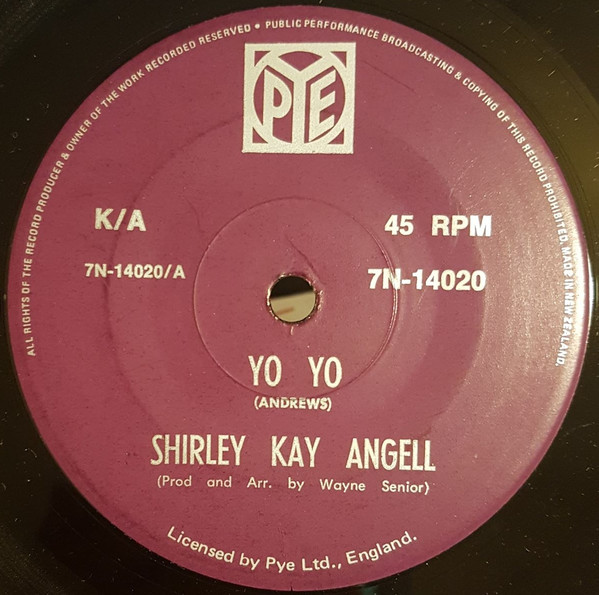 ALL RIGHTS OF THE RECORD PRODUCER & OWNER OF THE WORK RECORDED RESERVED • PUBLIC PERFORMANCE BROADCASTING & COPYING OF THIS RECORD PROHIBITED. MADE IN NEW ZEALAND.
PYE
K/A
45 RPM
7N-14020/A
7N-14020
YO YO
(ANDREWS)
SHIRLEY KAY ANGELL
(Prod and Arr. by Wayne Senior)
Licensed by Pye Ltd., England.